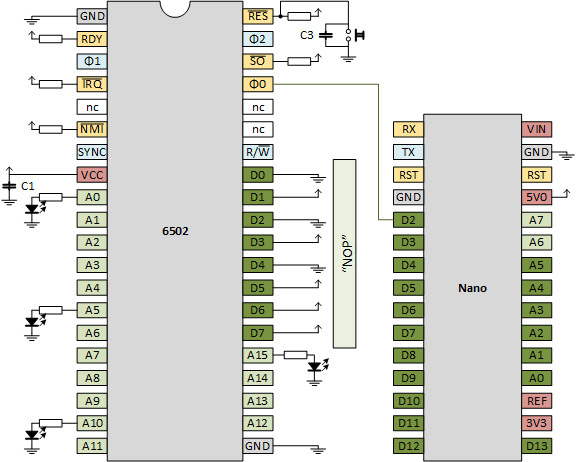 GND
RES
RDY
Φ2
C3
Φ1
SO
IRQ
Φ0
nc
nc
NMI
nc
SYNC
R/W
VCC
D0
C1
A0
D1
A1
D2
A2
D3
A3
D4
A4
D5
A5
D6
A6
D7
A7
A15
A8
A14
A9
A13
A10
A12
A11
GND
6502
"NOP"
RX
VIN
TX
GND
RST
RST
GND
5V0
D2
A7
D3
A6
D4
A5
D5
A4
D6
A3
D7
A2
D8
A1
D9
A0
D10
REF
D11
3V3
D12
D13
Nano